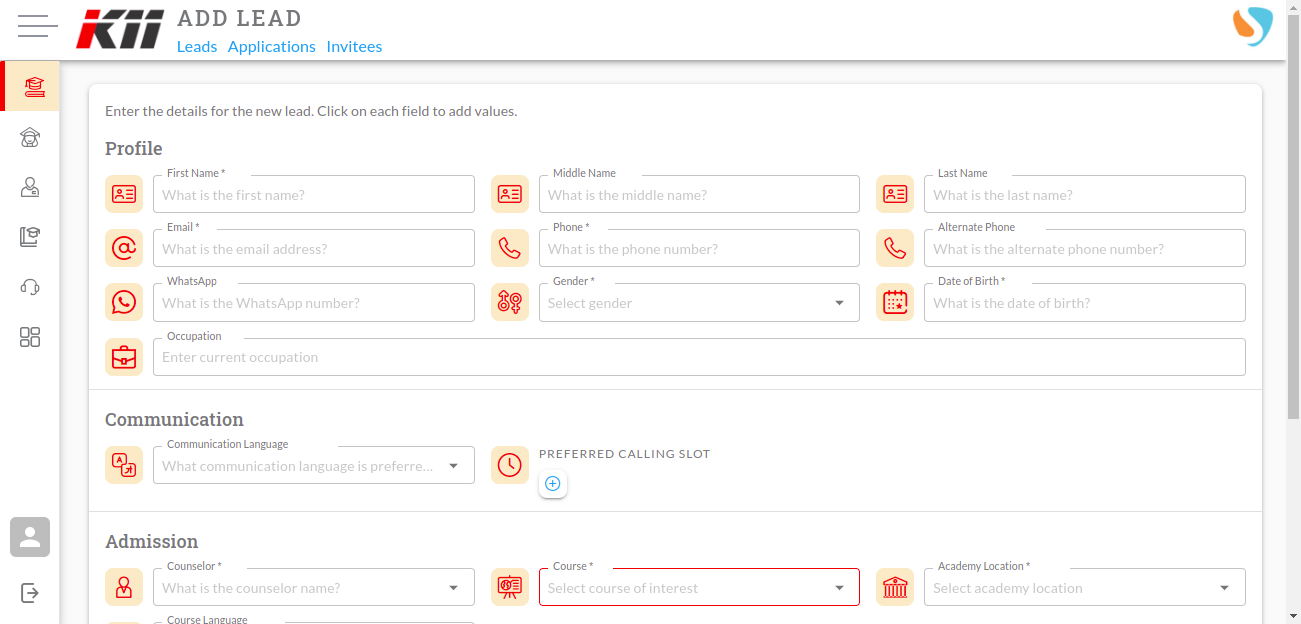 KII
ADD LEAD
Leads Applications Invitees
Enter the details for the new lead. Click on each field to add values.
Profile
First Name * Middle Name Last Name
What is the first name? What is the middle name? What is the last name?
Email * Phone * Alternate Phone
What is the email address? What is the phone number? What is the alternate phone number?
WhatsApp Gender * Date of Birth *
What is the WhatsApp number? Select gender What is the date of birth?
Occupation
Enter current occupation
Communication
Communication Language PREFERRED CALLING SLOT
What communication language is preferre...
Admission
Counselor * Course * Academy Location *
What is the counselor name? Select course of interest Select academy location
Course Language